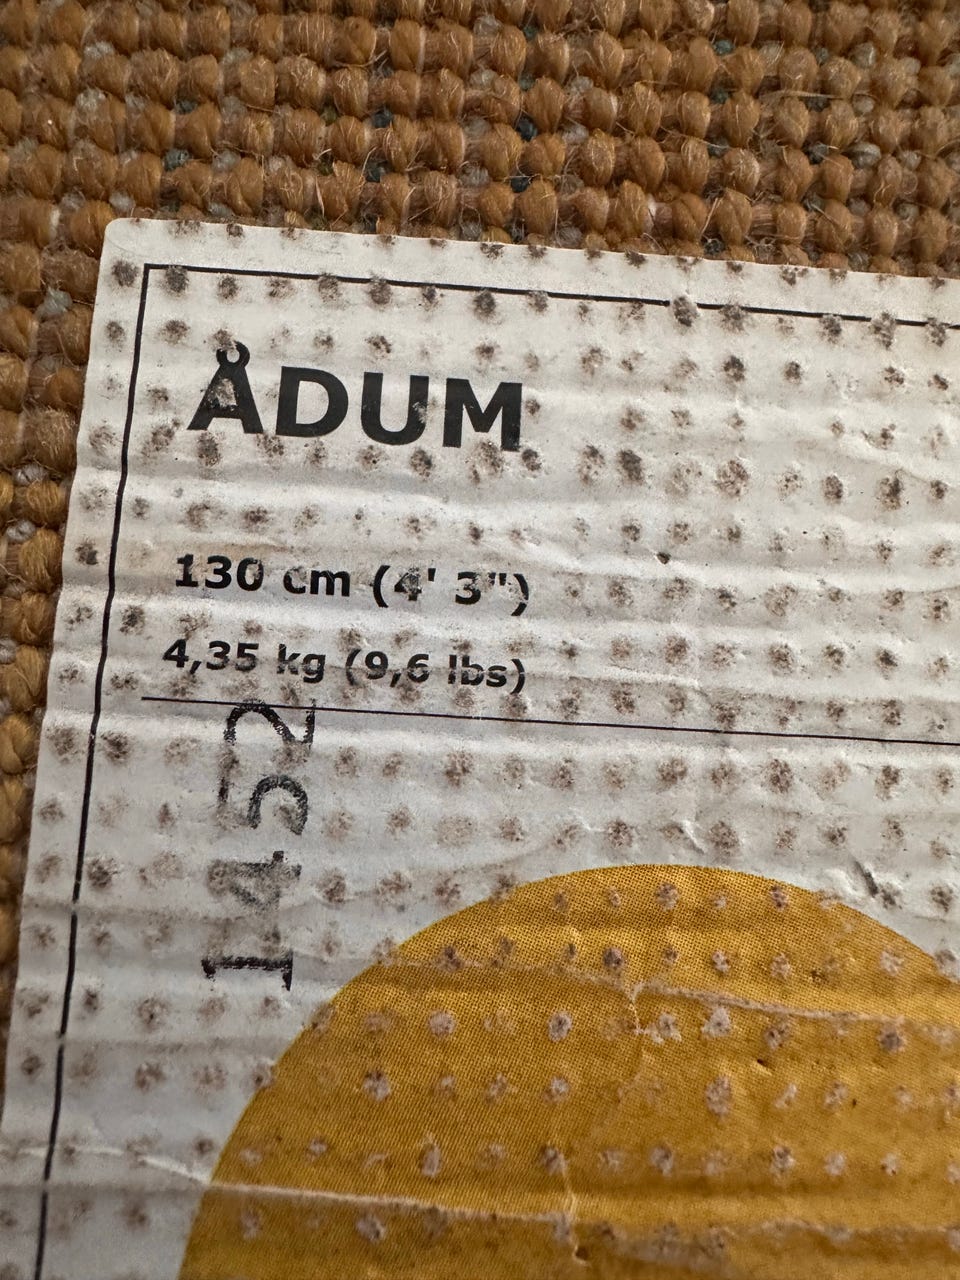 ÅDUM
130 cm (4' 3")
4,35 kg (9,6 lbs)
1452